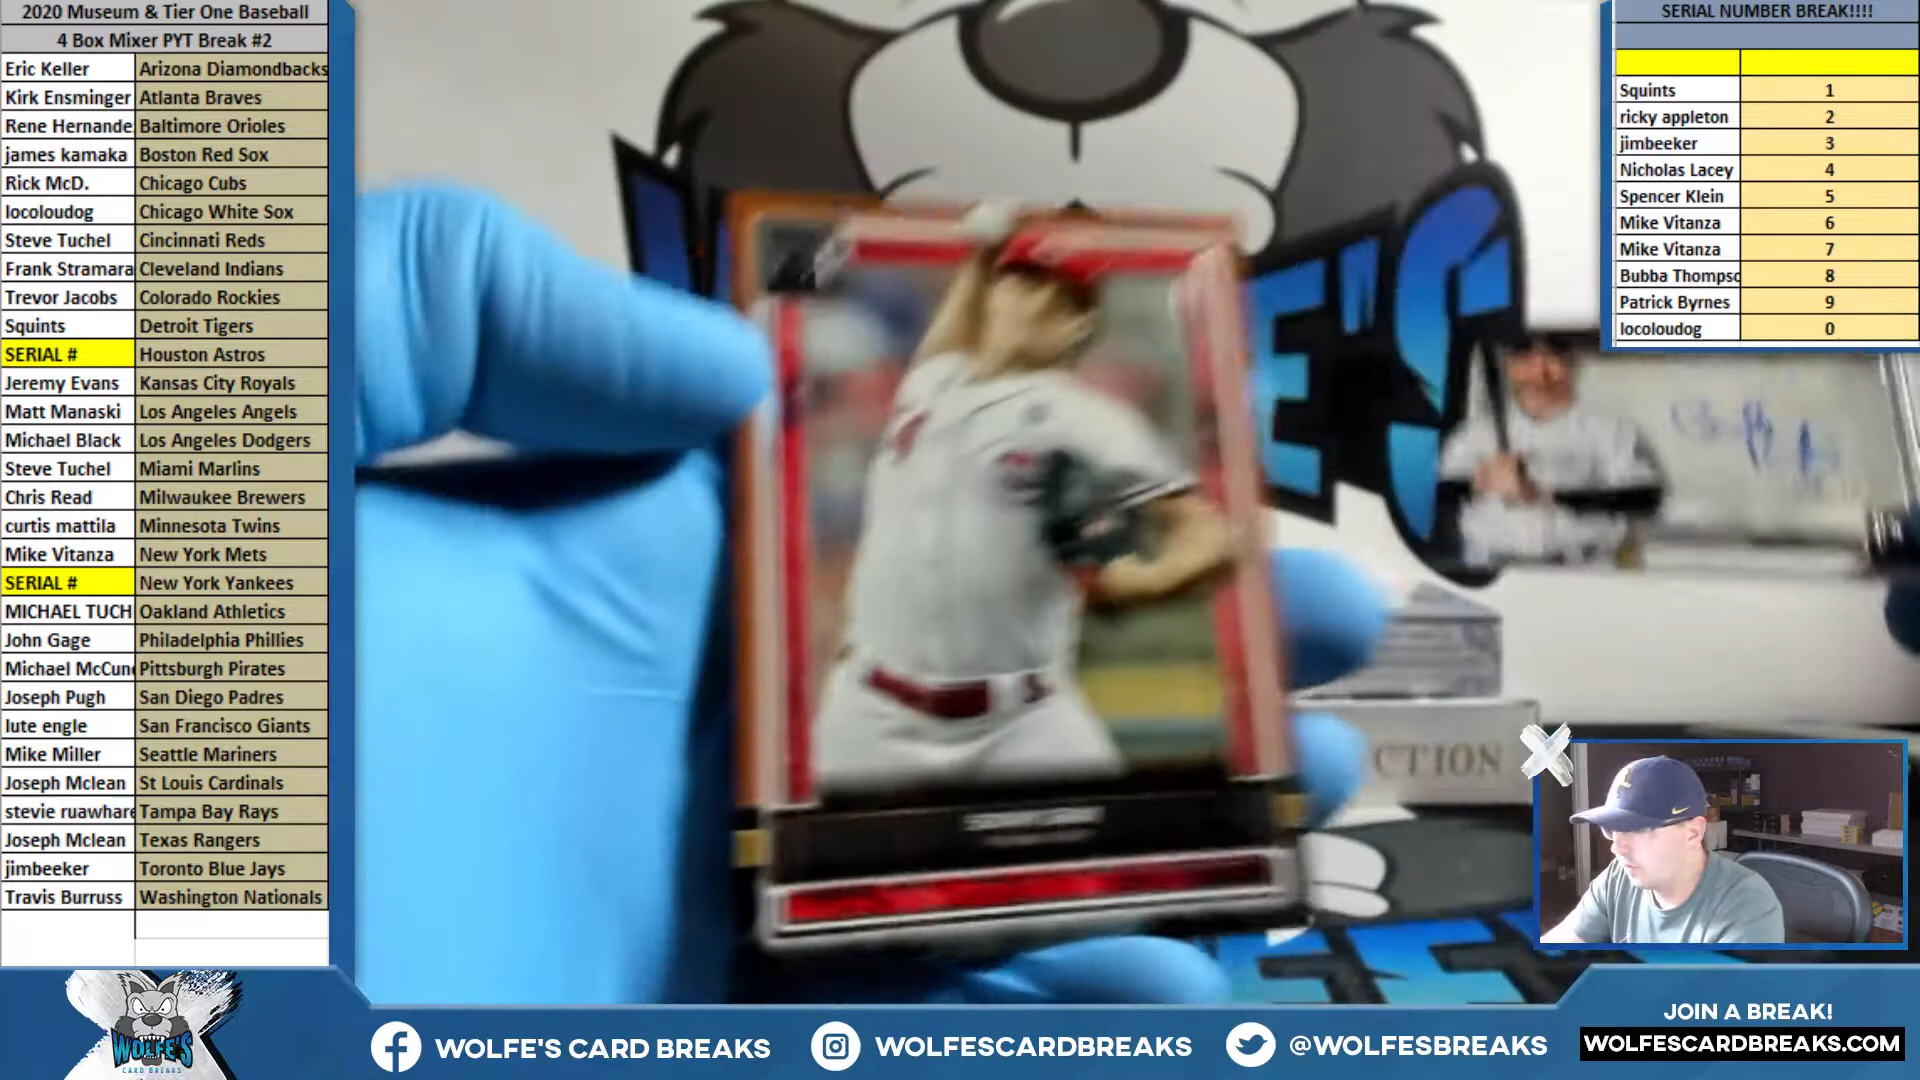 2020 Museum & Tier One Baseball
4 Box Mixer PYT Break #2
Eric Keller Arizona Diamondbacks
Kirk Ensminger Atlanta Braves
Rene Hernande Baltimore Orioles
james kamaka Boston Red Sox
Rick McD. Chicago Cubs
locoloudog Chicago White Sox
Steve Tuchel Cincinnati Reds
Frank Stramara Cleveland Indians
Trevor Jacobs Colorado Rockies
Squints Detroit Tigers
SERIAL # Houston Astros
Jeremy Evans Kansas City Royals
Matt Manaski Los Angeles Angels
Michael Black Los Angeles Dodgers
Steve Tuchel Miami Marlins
Chris Read Milwaukee Brewers
curtis mattila Minnesota Twins
Mike Vitanza New York Mets
SERIAL # New York Yankees
MICHAEL TUCH Oakland Athletics
John Gage Philadelphia Phillies
Michael McCun Pittsburgh Pirates
Joseph Pugh San Diego Padres
lute engle San Francisco Giants
Mike Miller Seattle Mariners
Joseph Mclean St Louis Cardinals
stevie ruawhare Tampa Bay Rays
Joseph Mclean Texas Rangers
jimbeeker Toronto Blue Jays
Travis Burruss Washington Nationals
SERIAL NUMBER BREAK!!!!
Squints 1
ricky appleton 2
jimbeeker 3
Nicholas Lacey 4
Spencer Klein 5
Mike Vitanza 6
Mike Vitanza 7
Bubba Thompso 8
Patrick Byrnes 9
locoloudog 0
E'S
CTION
WOLFE'S
CARD BREAKS
WOLFE'S CARD BREAKS
WOLFESCARDBREAKS
@WOLFESBREAKS
JOIN A BREAK!
WOLFESCARDBREAKS.COM